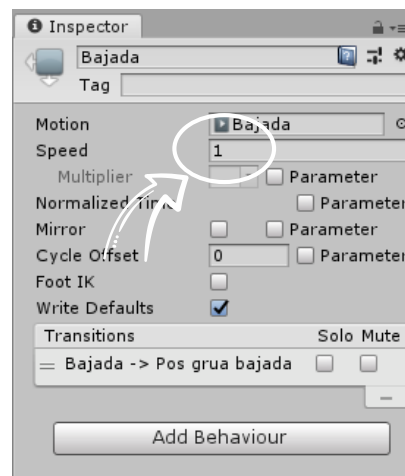 Inspector
Bajada
Tag
Motion Bajada
Speed 1
Multiplier Parameter
Normalized Time Parameter
Mirror Parameter
Cycle Offset 0 Parameter
Foot IK
Write Defaults
Transitions Solo Mute
Bajada -> Pos grua bajada
Add Behaviour